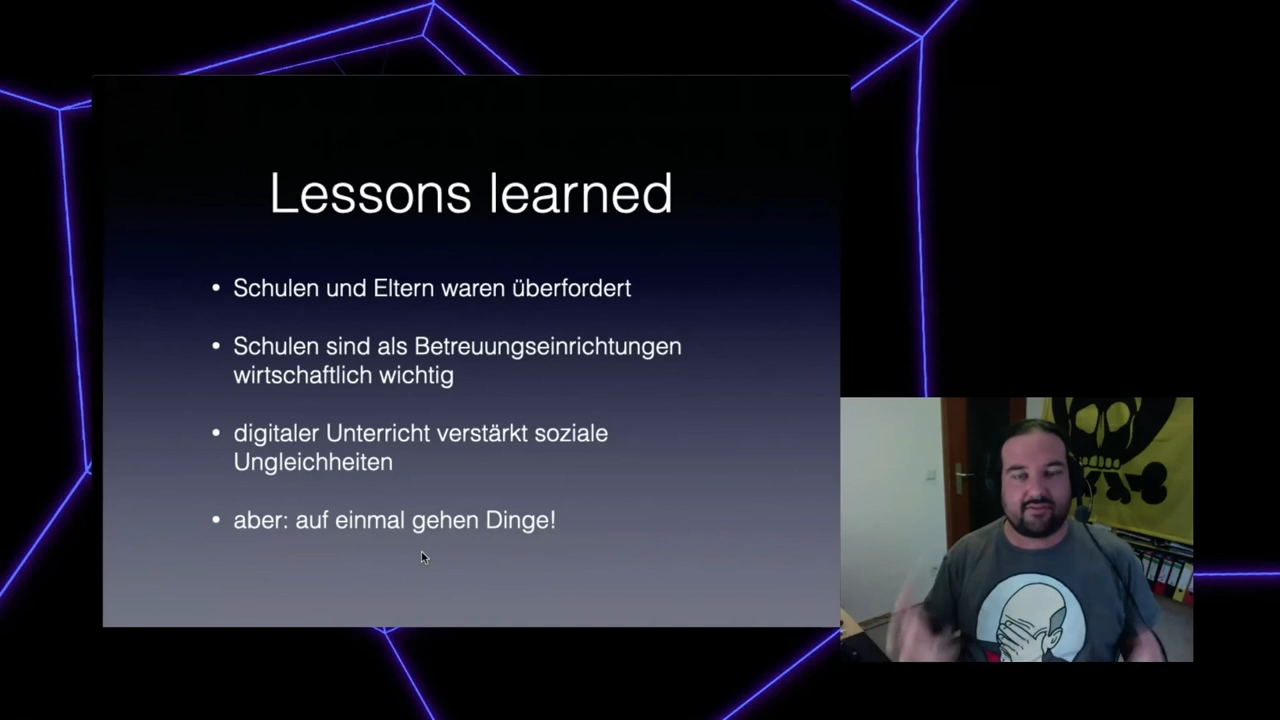 Lessons learned
• Schulen und Eltern waren überfordert
• Schulen sind als Betreuungseinrichtungen
wirtschaftlich wichtig
• digitaler Unterricht verstärkt soziale
Ungleichheiten
• aber: auf einmal gehen Dinge!